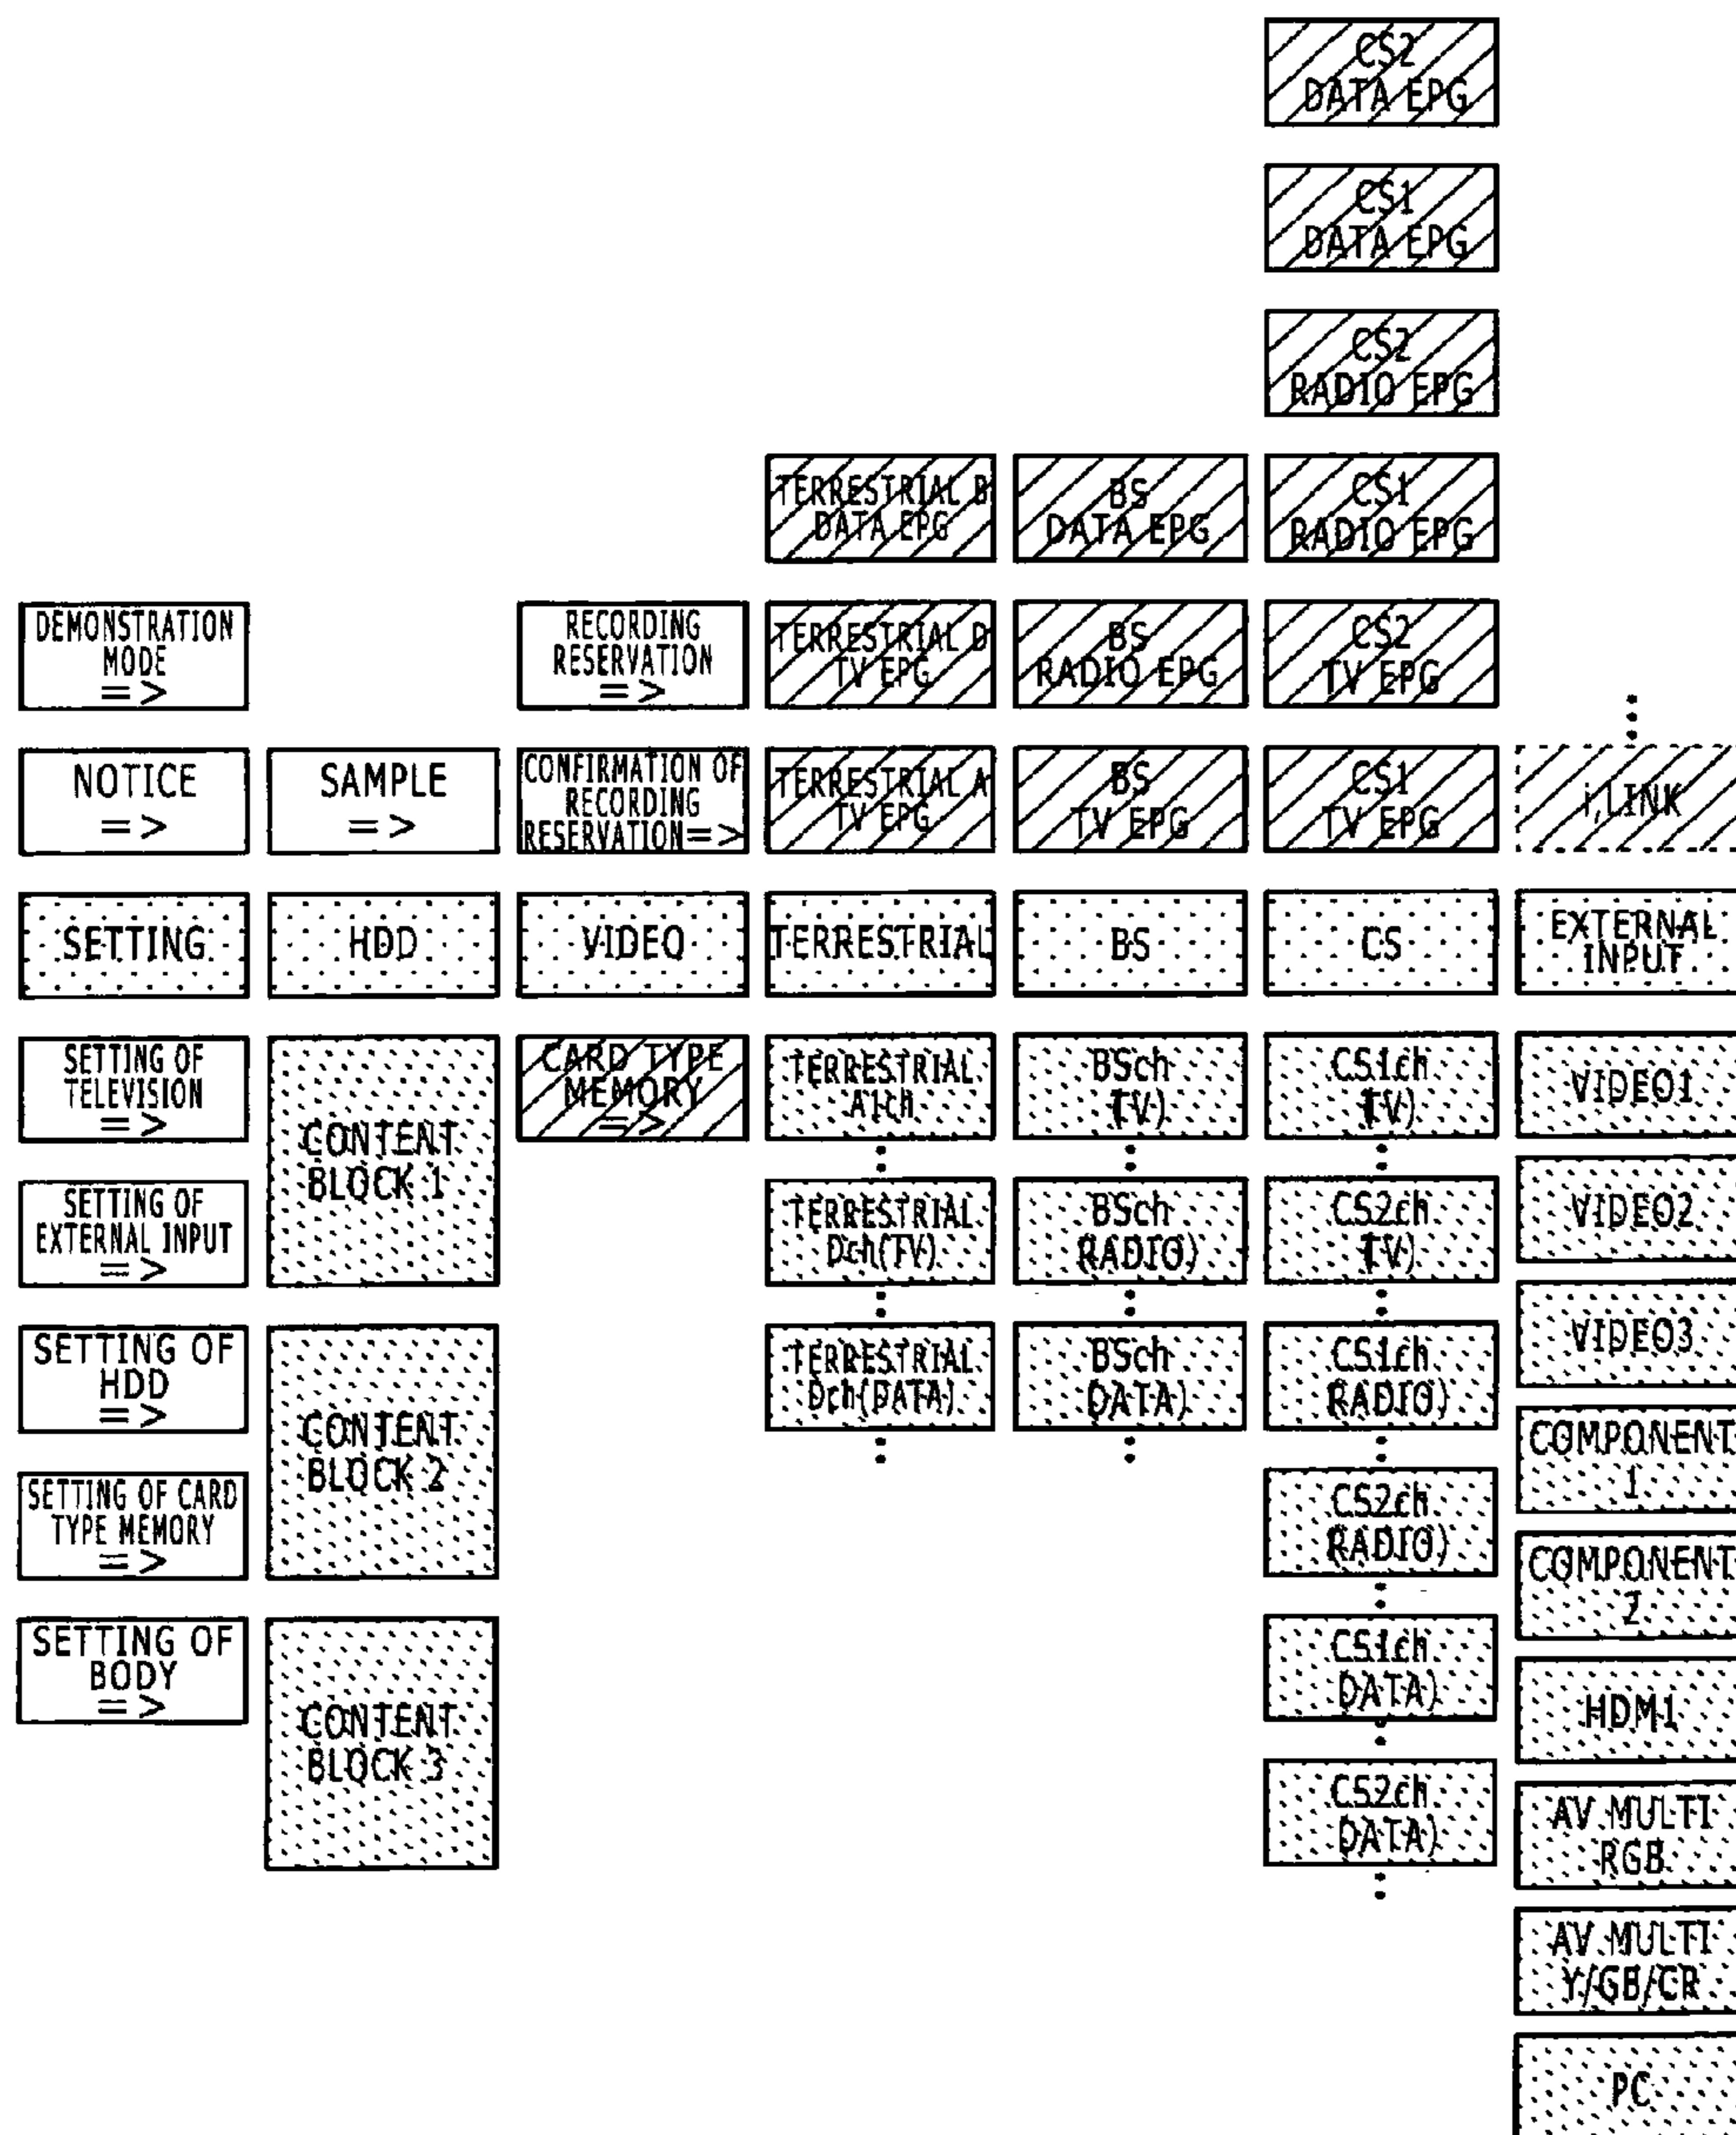 CS2
DATA EPG
CS1
DATA EPG
CS2
RADIO EPG
TERRESTRIAL D
DATA EPG
BS
DATA EPG
CS1
RADIO EPG
DEMONSTRATION
MODE
=>
RECORDING
RESERVATION
=>
TERRESTRIAL D
TV EPG
BS
RADIO EPG
CS2
TV EPG
NOTICE
=>
SAMPLE
=>
CONFIRMATION OF
RECORDING
RESERVATION=>
TERRESTRIAL A
TV EPG
BS
TV EPG
CS1
TV EPG
i,LINK
SETTING
HDD
VIDEO
TERRESTRIAL
BS
CS
EXTERNAL
INPUT
SETTING OF
TELEVISION
=>
CONTENT
BLOCK 1
CARD TYPE
MEMORY
=>
TERRESTRIAL
A1ch
BSch
(TV)
CS1ch
(TV)
VIDEO1
SETTING OF
EXTERNAL INPUT
=>
TERRESTRIAL
Dch(TV)
BSch
(RADIO)
CS2ch
(TV)
VIDEO2
SETTING OF
HDD
=>
CONTENT
BLOCK 2
TERRESTRIAL
Dch(DATA)
BSch
(DATA)
CS1ch
(RADIO)
VIDEO3
COMPONENT
1
SETTING OF CARD
TYPE MEMORY
=>
CS2ch
(RADIO)
COMPONENT
2
SETTING OF
BODY
=>
CONTENT
BLOCK 3
CS1ch
(DATA)
HDM1
CS2ch
(DATA)
AV MULTI
RGB
AV MULTI
Y/GB/CR
PC